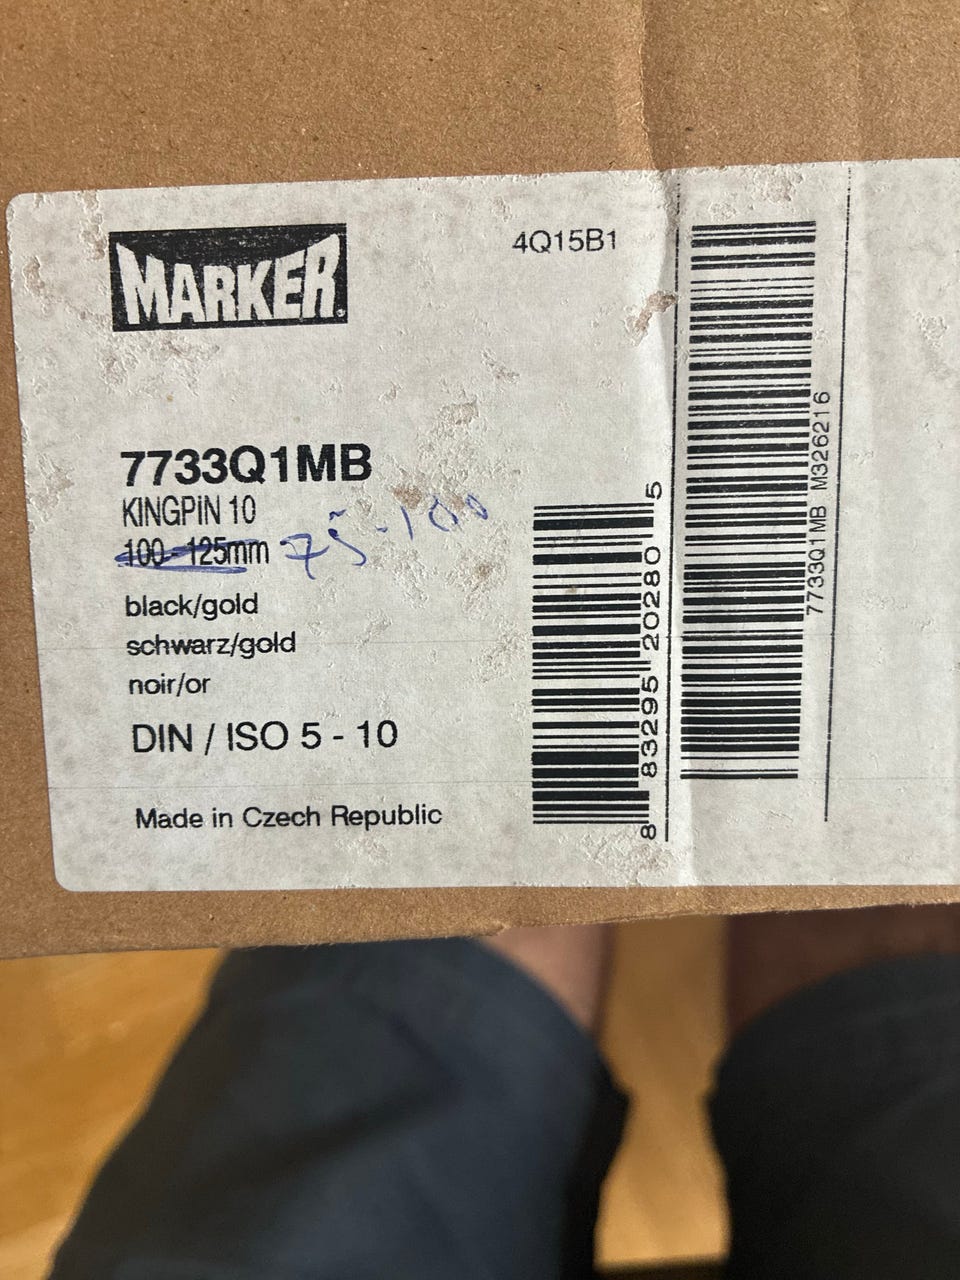 MARKER
4Q15B1
7733Q1MB
KINGPIN 10
100-125mm 75-100
black/gold
schwarz/gold
noir/or
DIN / ISO 5 - 10
Made in Czech Republic
8 83295 20280 5
7733Q1MB M326216